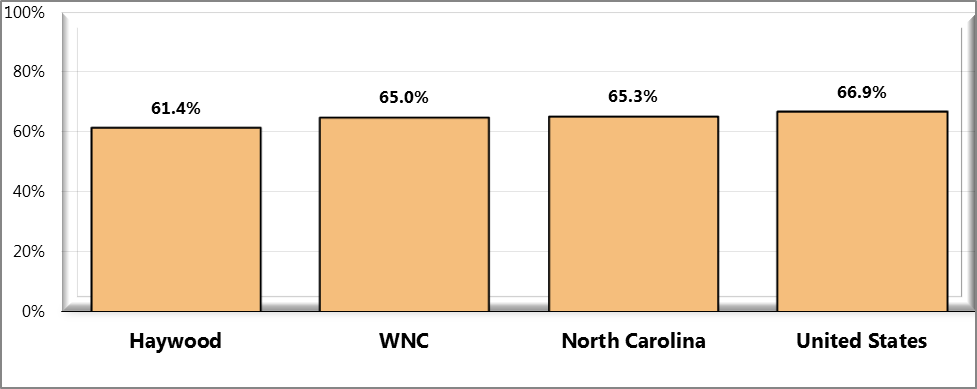 100%
80%
60%
40%
20%
0%
61.4%
65.0%
65.3%
66.9%
Haywood
WNC
North Carolina
United States